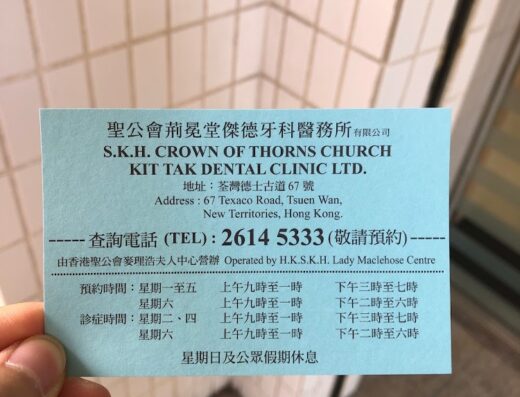 聖公會荊冕堂傑德牙科醫務所有限公司
S.K.H. CROWN OF THORNS CHURCH
KIT TAK DENTAL CLINIC LTD.
地址：荃灣德士古道67號
Address : 67 Texaco Road, Tsuen Wan,
New Territories, Hong Kong.
----- 查詢電話 (TEL) : 2614 5333 (敬請預約) -----
由香港聖公會麥理浩夫人中心營辦 Operated by H.K.S.K.H. Lady Maclehose Centre
預約時間：星期一至五 上午九時至一時 下午三時至七時
星期六 上午九時至一時 下午二時至六時
診症時間：星期二、四 上午九時至一時 下午三時至七時
星期六 上午九時至一時 下午二時至六時
星期日及公眾假期休息